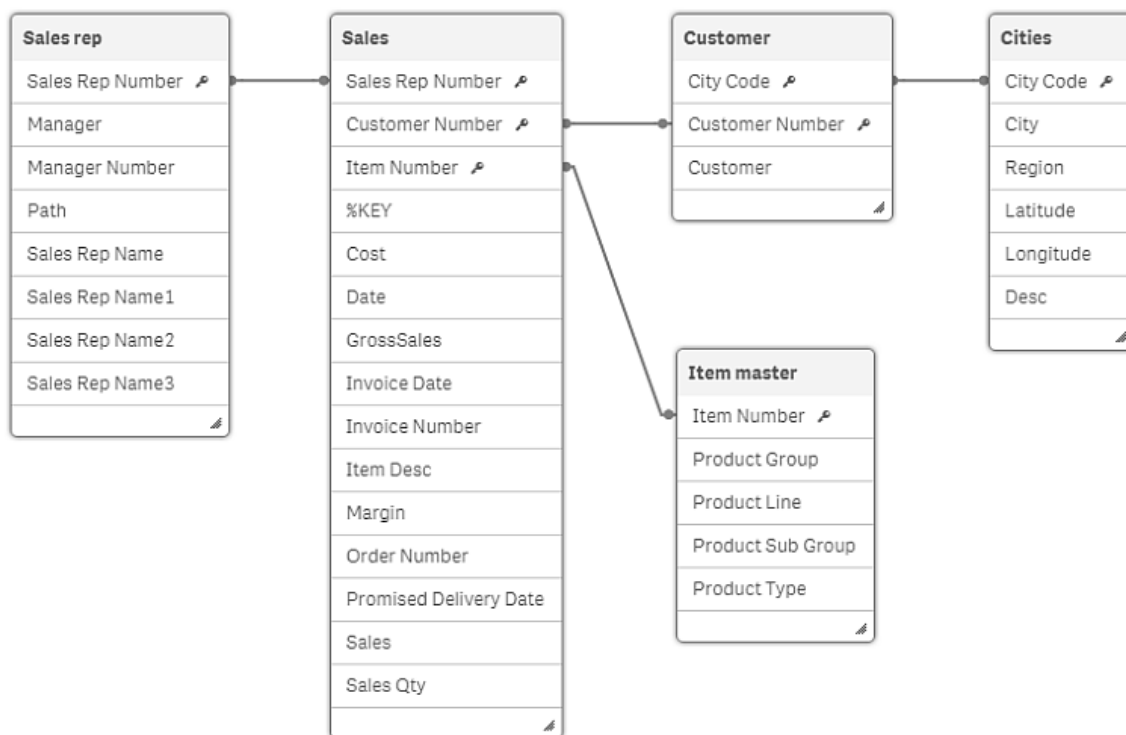 Sales rep
Sales Rep Number
Manager
Manager Number
Path
Sales Rep Name
Sales Rep Name1
Sales Rep Name2
Sales Rep Name3
Sales
Sales Rep Number
Customer Number
Item Number
%KEY
Cost
Date
GrossSales
Invoice Date
Invoice Number
Item Desc
Margin
Order Number
Promised Delivery Date
Sales
Sales Qty
Customer
City Code
Customer Number
Customer
Cities
City Code
City
Region
Latitude
Longitude
Desc
Item master
Item Number
Product Group
Product Line
Product Sub Group
Product Type